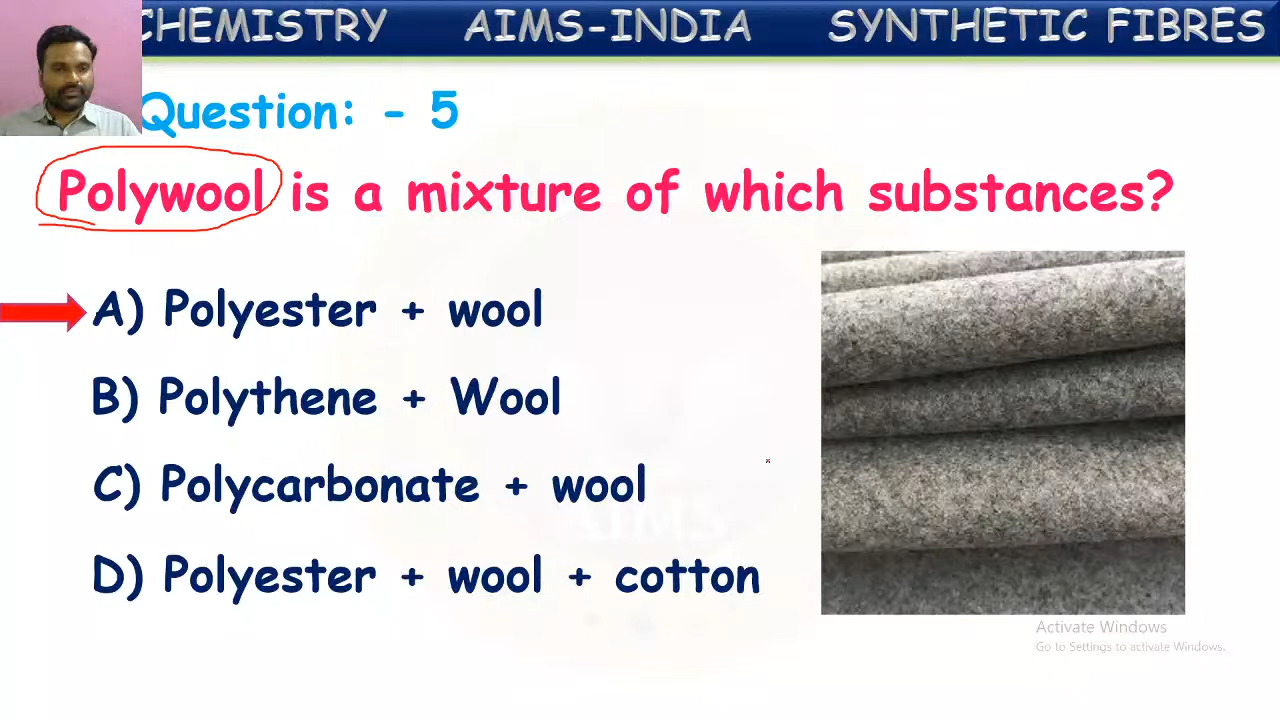 CHEMISTRY AIMS-INDIA SYNTHETIC FIBRES
Question: - 5
Polywool is a mixture of which substances?
A) Polyester + wool
B) Polythene + Wool
C) Polycarbonate + wool
D) Polyester + wool + cotton
AIMS
Activate Windows
Go to Settings to activate Windows.